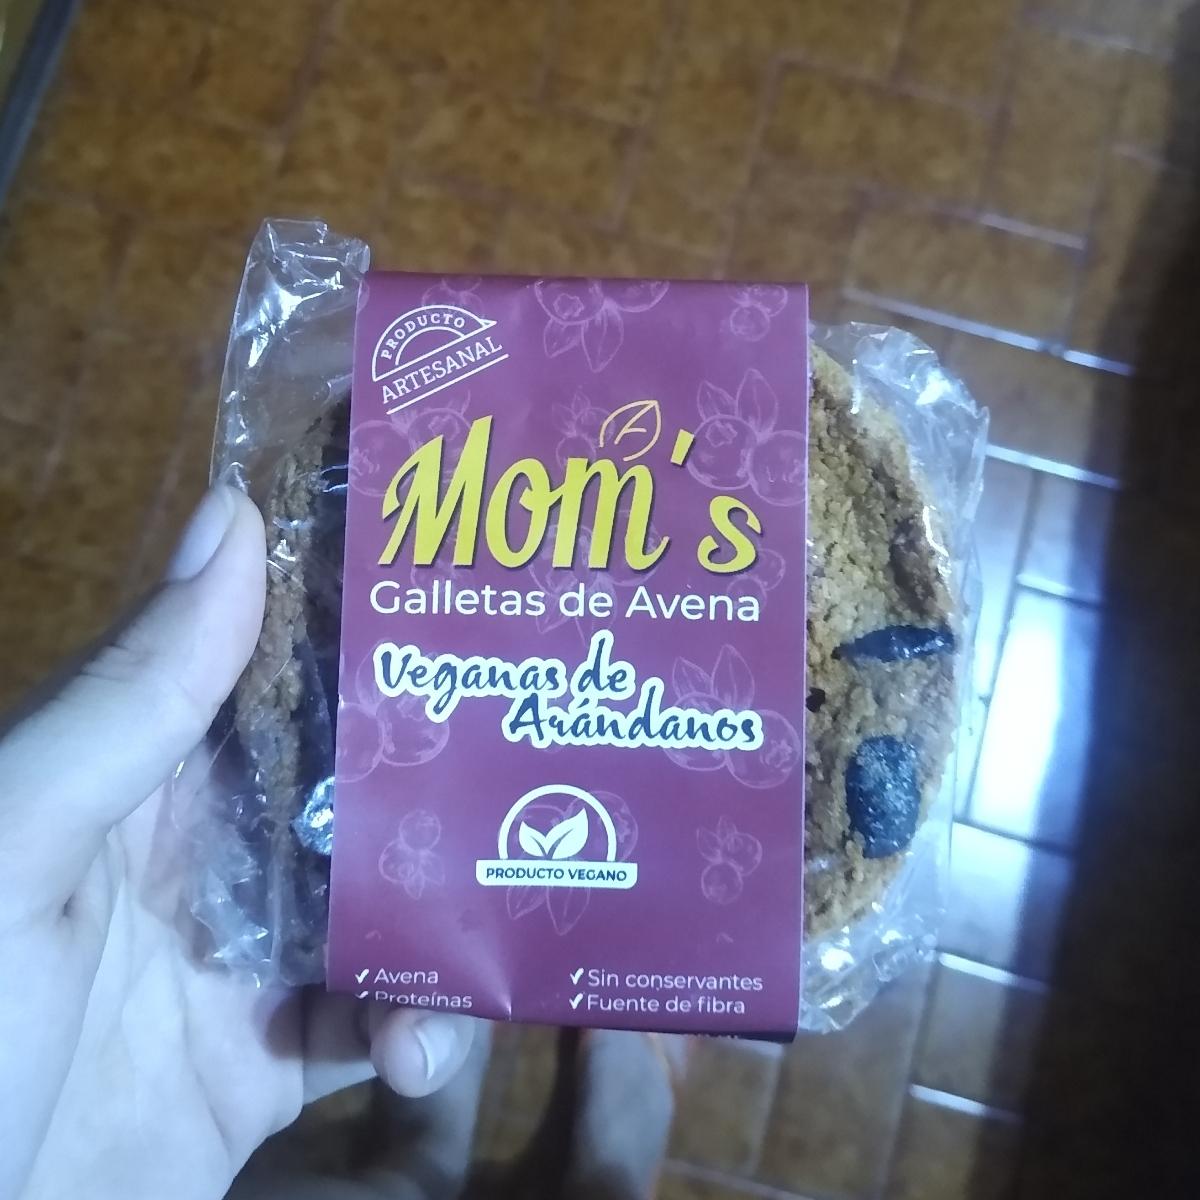 PRODUCTO
ARTESANAL
Mom's
Galletas de Avena
Veganas de
Arándanos
PRODUCTO VEGANO
✓ Avena
✓ Proteínas
✓ Sin conservantes
✓ Fuente de fibra